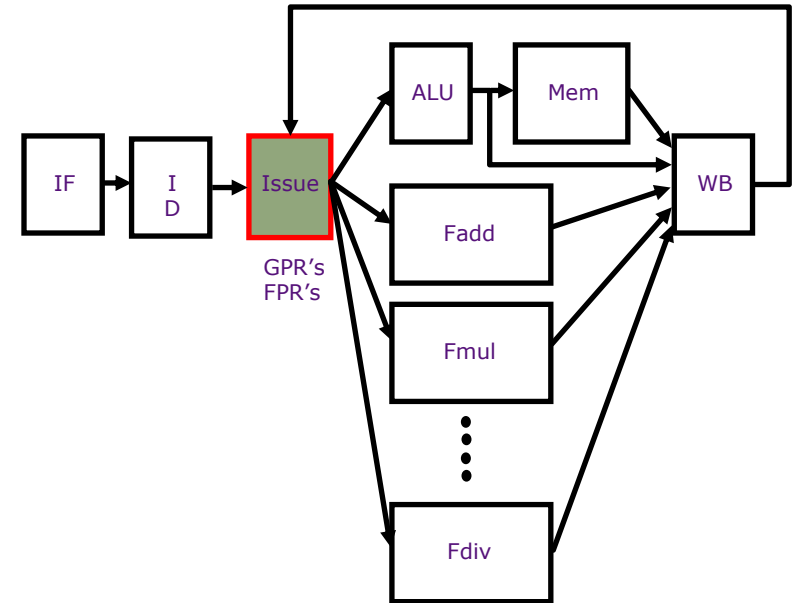 IF
I
D
Issue
GPR's
FPR's
ALU
Mem
Fadd
Fmul
Fdiv
WB